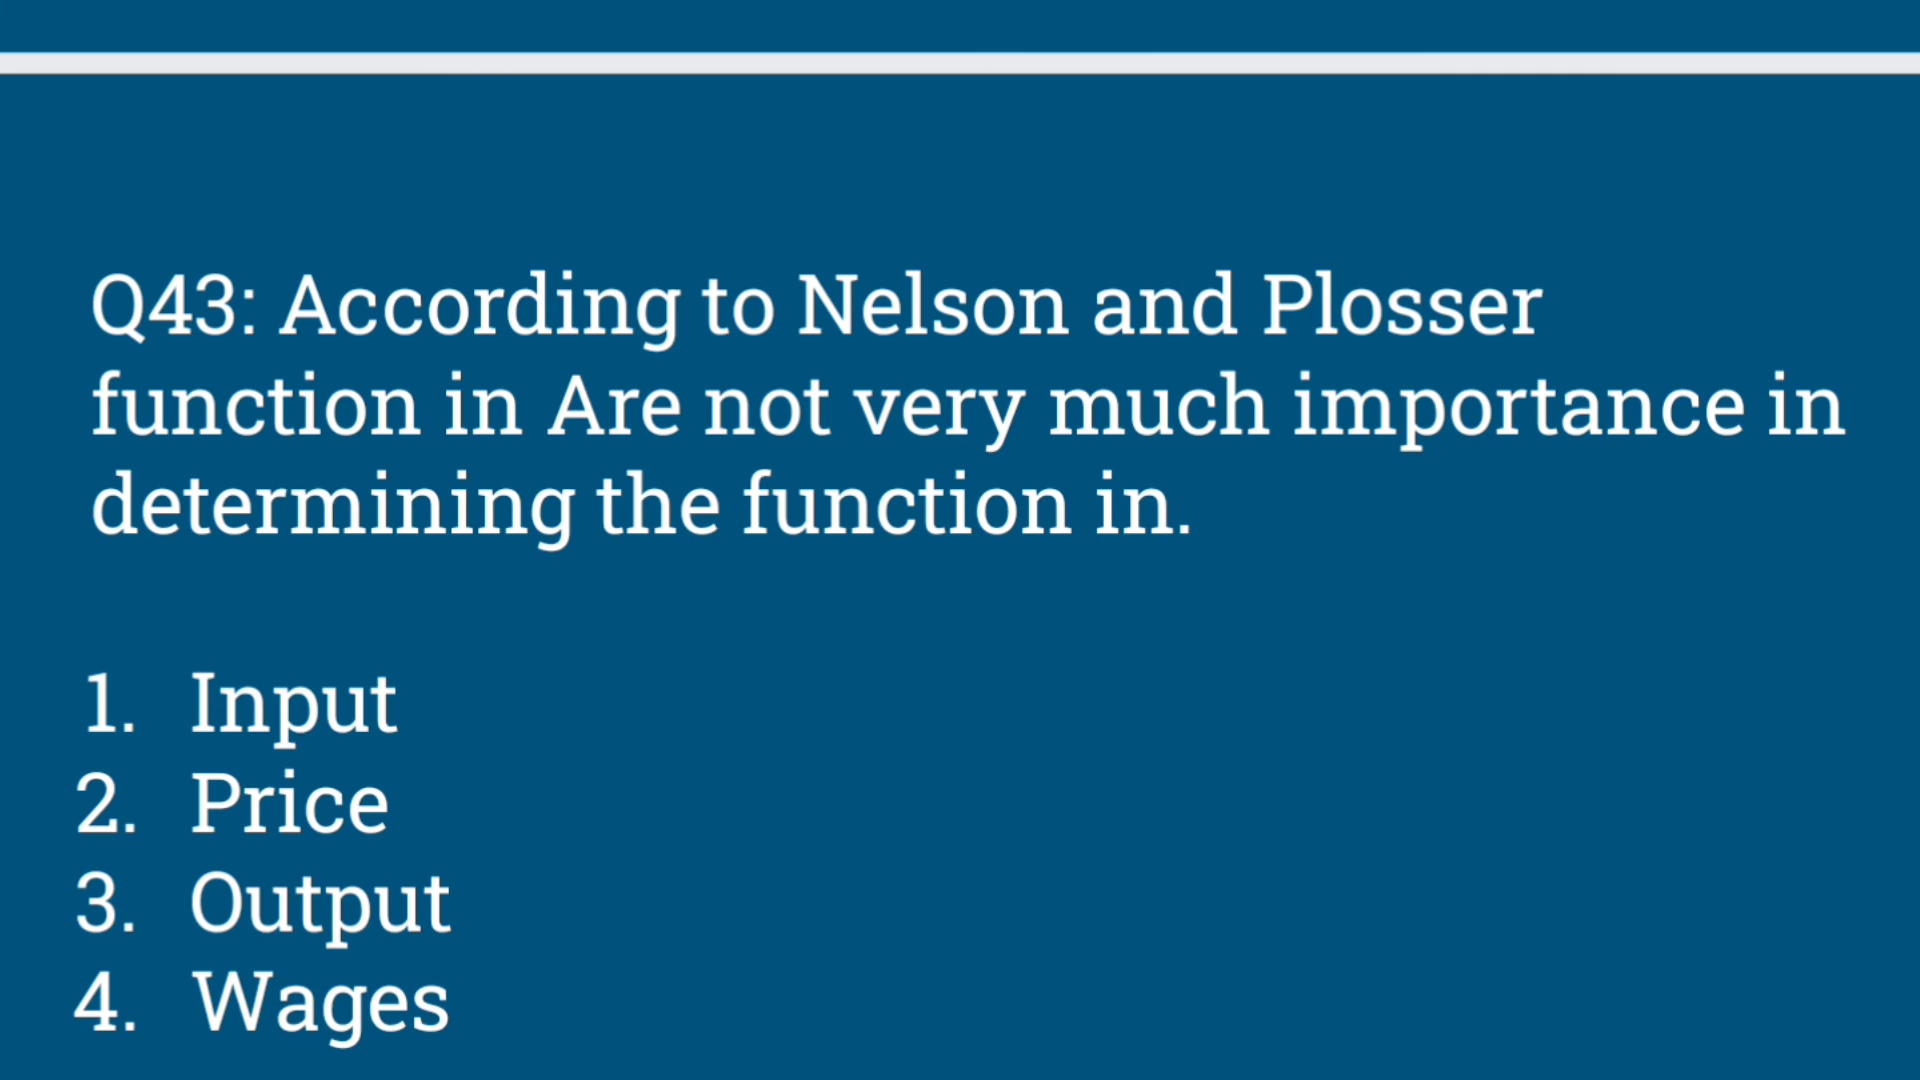 Q43: According to Nelson and Plosser
function in Are not very much importance in
determining the function in.
1. Input
2. Price
3. Output
4. Wages